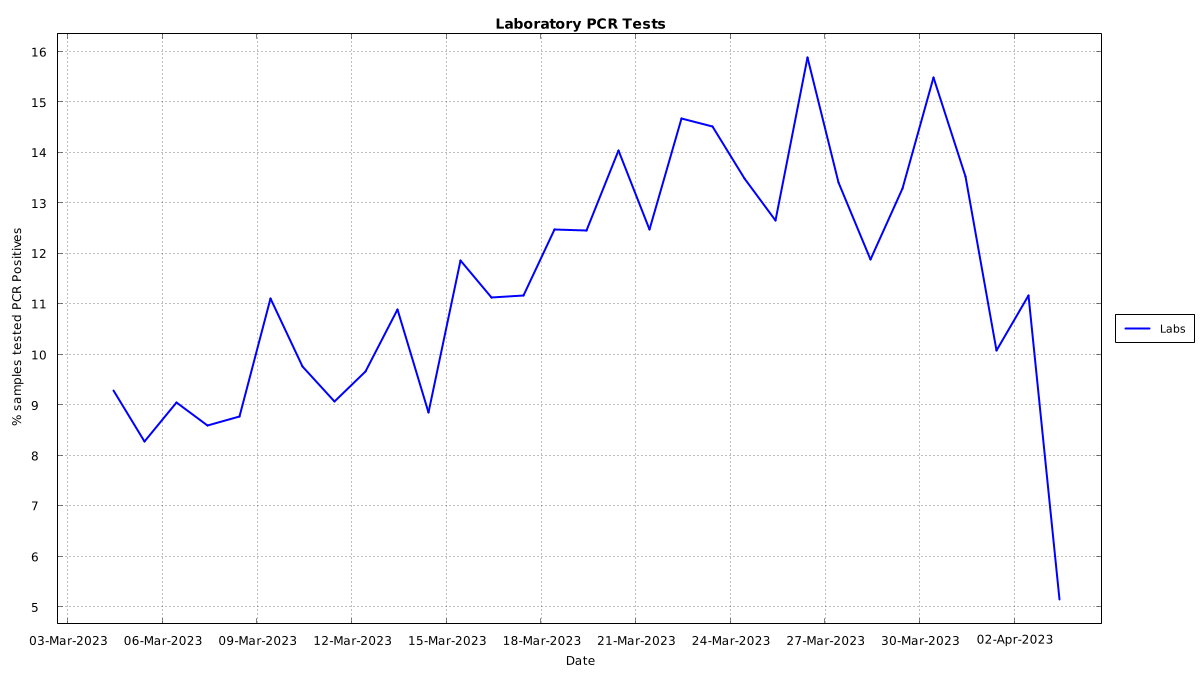 Laboratory PCR Tests
% samples tested PCR Positives
16
15
14
13
12
11
10
9
8
7
6
5
03-Mar-2023 06-Mar-2023 09-Mar-2023 12-Mar-2023 15-Mar-2023 18-Mar-2023 21-Mar-2023 24-Mar-2023 27-Mar-2023 30-Mar-2023 02-Apr-2023
Date
Labs